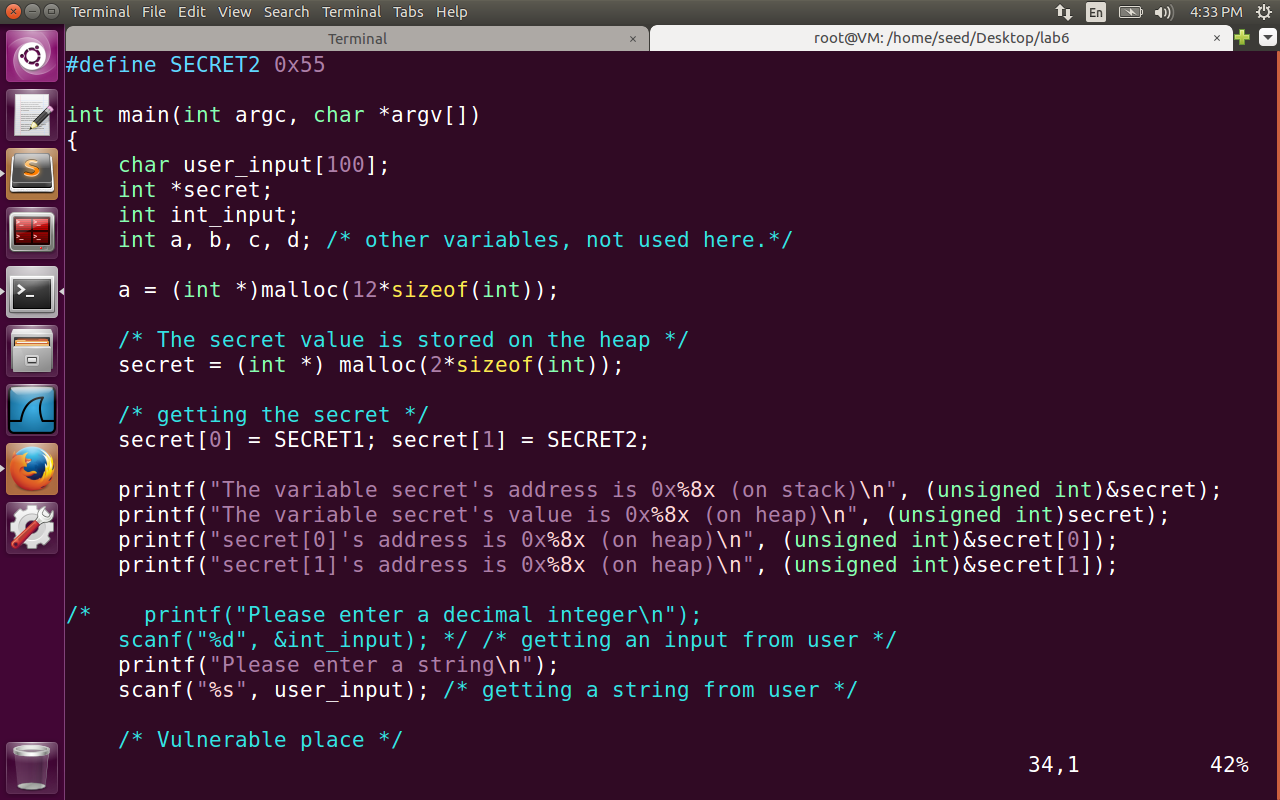 Terminal File Edit View Search Terminal Tabs Help
En
4:33 PM
Terminal ×
root@VM: /home/seed/Desktop/lab6 ×
#define SECRET2 0x55
int main(int argc, char *argv[])
{
    char user_input[100];
    int *secret;
    int int_input;
    int a, b, c, d; /* other variables, not used here.*/
    a = (int *)malloc(12*sizeof(int));
    /* The secret value is stored on the heap */
    secret = (int *) malloc(2*sizeof(int));
    /* getting the secret */
    secret[0] = SECRET1; secret[1] = SECRET2;
    printf("The variable secret's address is 0x%8x (on stack)\n", (unsigned int)&secret);
    printf("The variable secret's value is 0x%8x (on heap)\n", (unsigned int)secret);
    printf("secret[0]'s address is 0x%8x (on heap)\n", (unsigned int)&secret[0]);
    printf("secret[1]'s address is 0x%8x (on heap)\n", (unsigned int)&secret[1]);
/*    printf("Please enter a decimal integer\n");
    scanf("%d", &int_input); */ /* getting an input from user */
    printf("Please enter a string\n");
    scanf("%s", user_input); /* getting a string from user */
    /* Vulnerable place */
34,1 42%